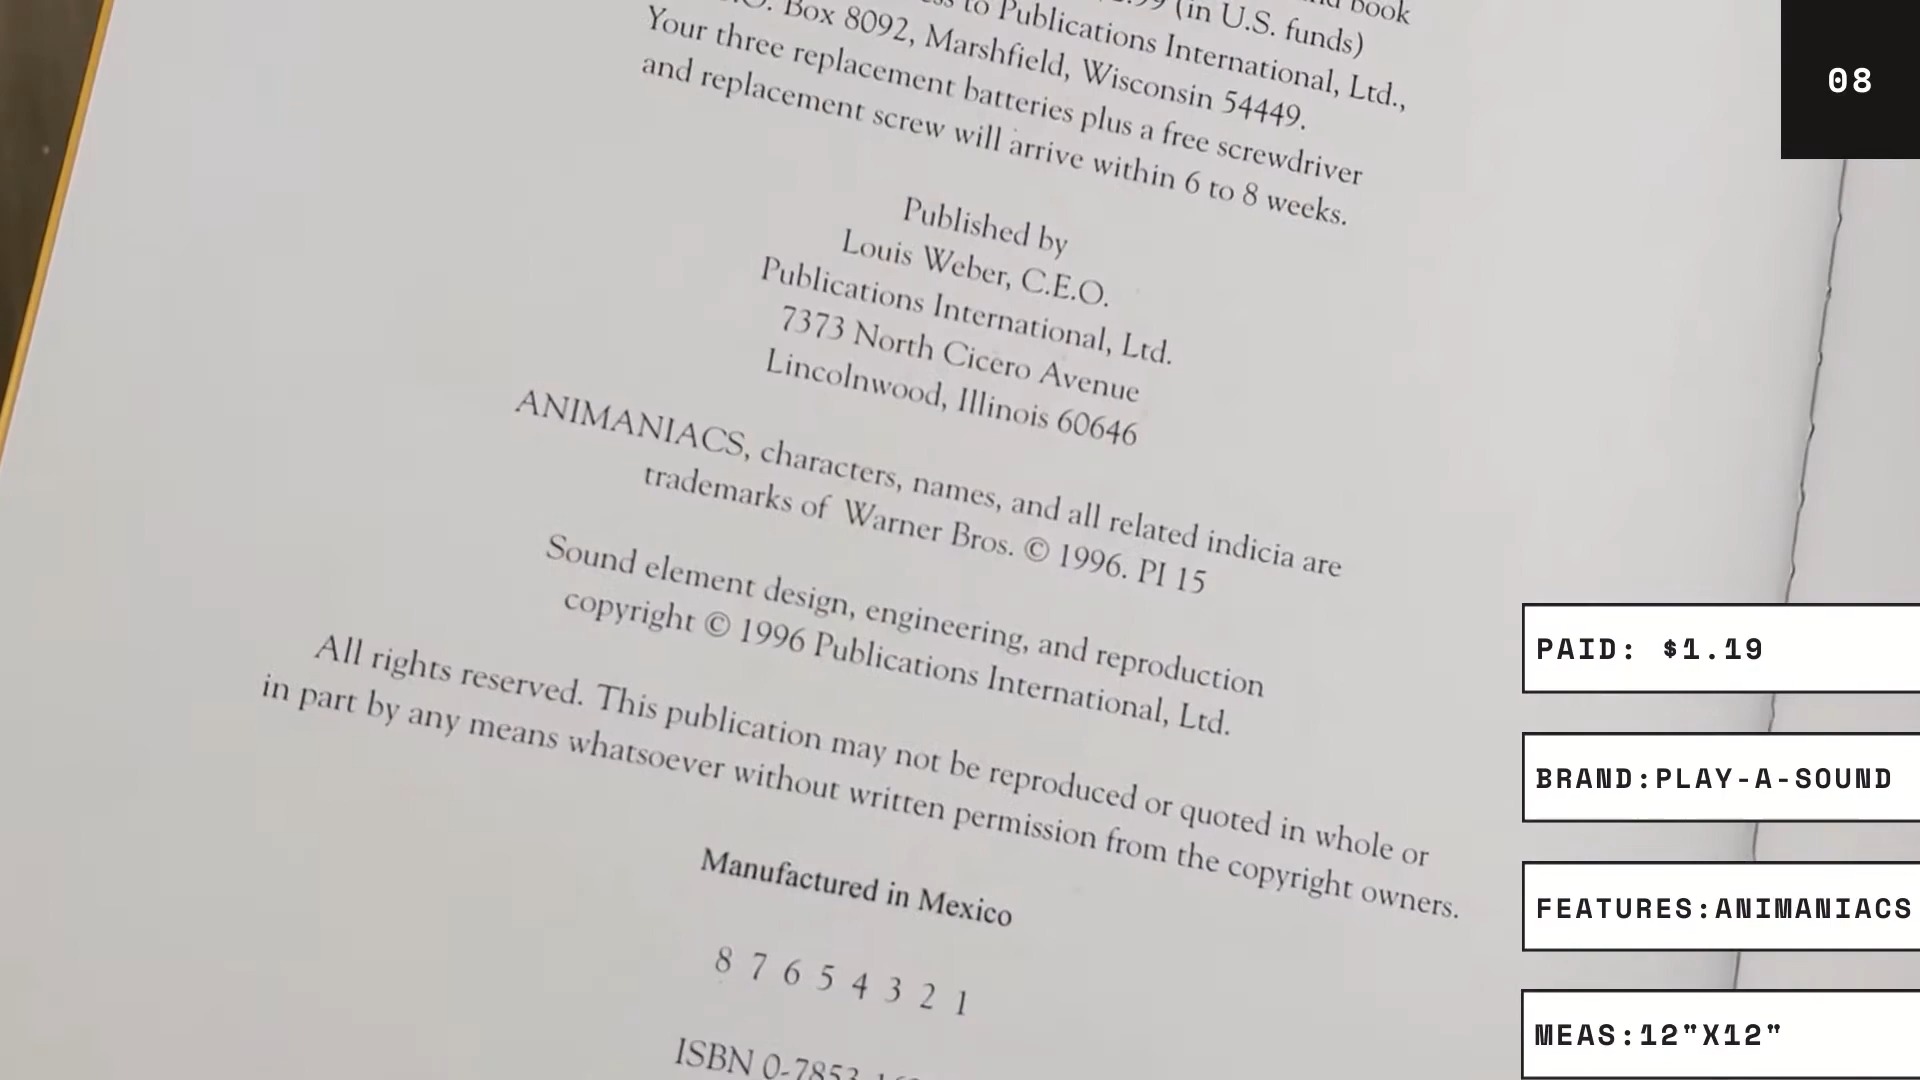 book
(in U.S. funds)
to Publications International, Ltd.,
Box 8092, Marshfield, Wisconsin 54449.
Your three replacement batteries plus a free screwdriver
and replacement screw will arrive within 6 to 8 weeks.
Published by
Louis Weber, C.E.O.
Publications International, Ltd.
7373 North Cicero Avenue
Lincolnwood, Illinois 60646
ANIMANIACS, characters, names, and all related indicia are
trademarks of Warner Bros. © 1996. PI 15
Sound element design, engineering, and reproduction
copyright © 1996 Publications International, Ltd.
All rights reserved. This publication may not be reproduced or quoted in whole or
in part by any means whatsoever without written permission from the copyright owners.
Manufactured in Mexico
8 7 6 5 4 3 2 1
ISBN 0-7853
08
PAID: $1.19
BRAND:PLAY-A-SOUND
FEATURES:ANIMANIACS
MEAS:12"X12"